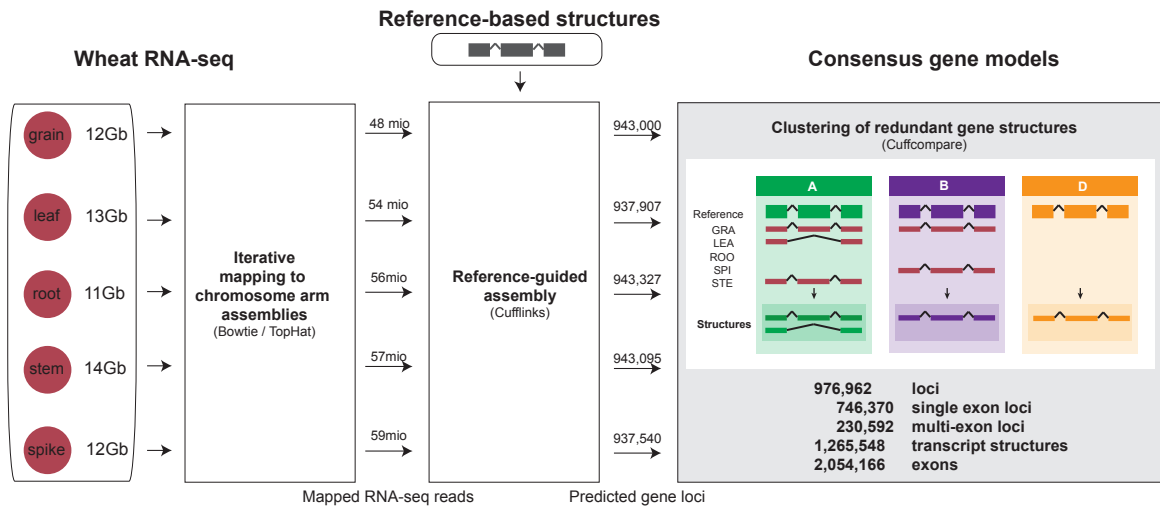 Reference-based structures
Wheat RNA-seq
Consensus gene models
grain 12Gb
leaf 13Gb
root 11Gb
stem 14Gb
spike 12Gb
Iterative
mapping to
chromosome arm
assemblies
(Bowtie / TopHat)
48 mio
54 mio
56mio
57mio
59mio
Mapped RNA-seq reads
Reference-guided
assembly
(Cufflinks)
943,000
937,907
943,327
943,095
937,540
Predicted gene loci
Clustering of redundant gene structures
(Cuffcompare)
A B D
Reference
GRA
LEA
ROO
SPI
STE
Structures
976,962 loci
746,370 single exon loci
230,592 multi-exon loci
1,265,548 transcript structures
2,054,166 exons